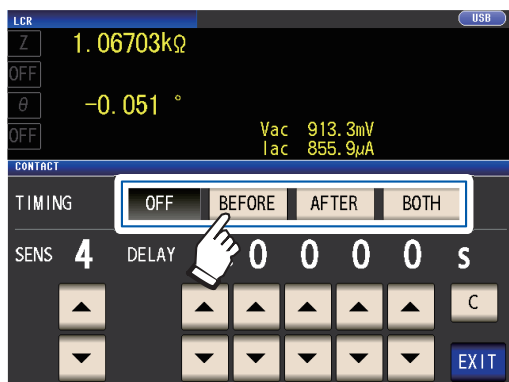 LCR USB
Z 1.06703kΩ
OFF
θ -0.051 °
OFF
Vac 913.3mV
Iac 855.9μA
CONTACT
TIMING OFF BEFORE AFTER BOTH
SENS 4 DELAY 0 0 0 0 s
C
EXIT